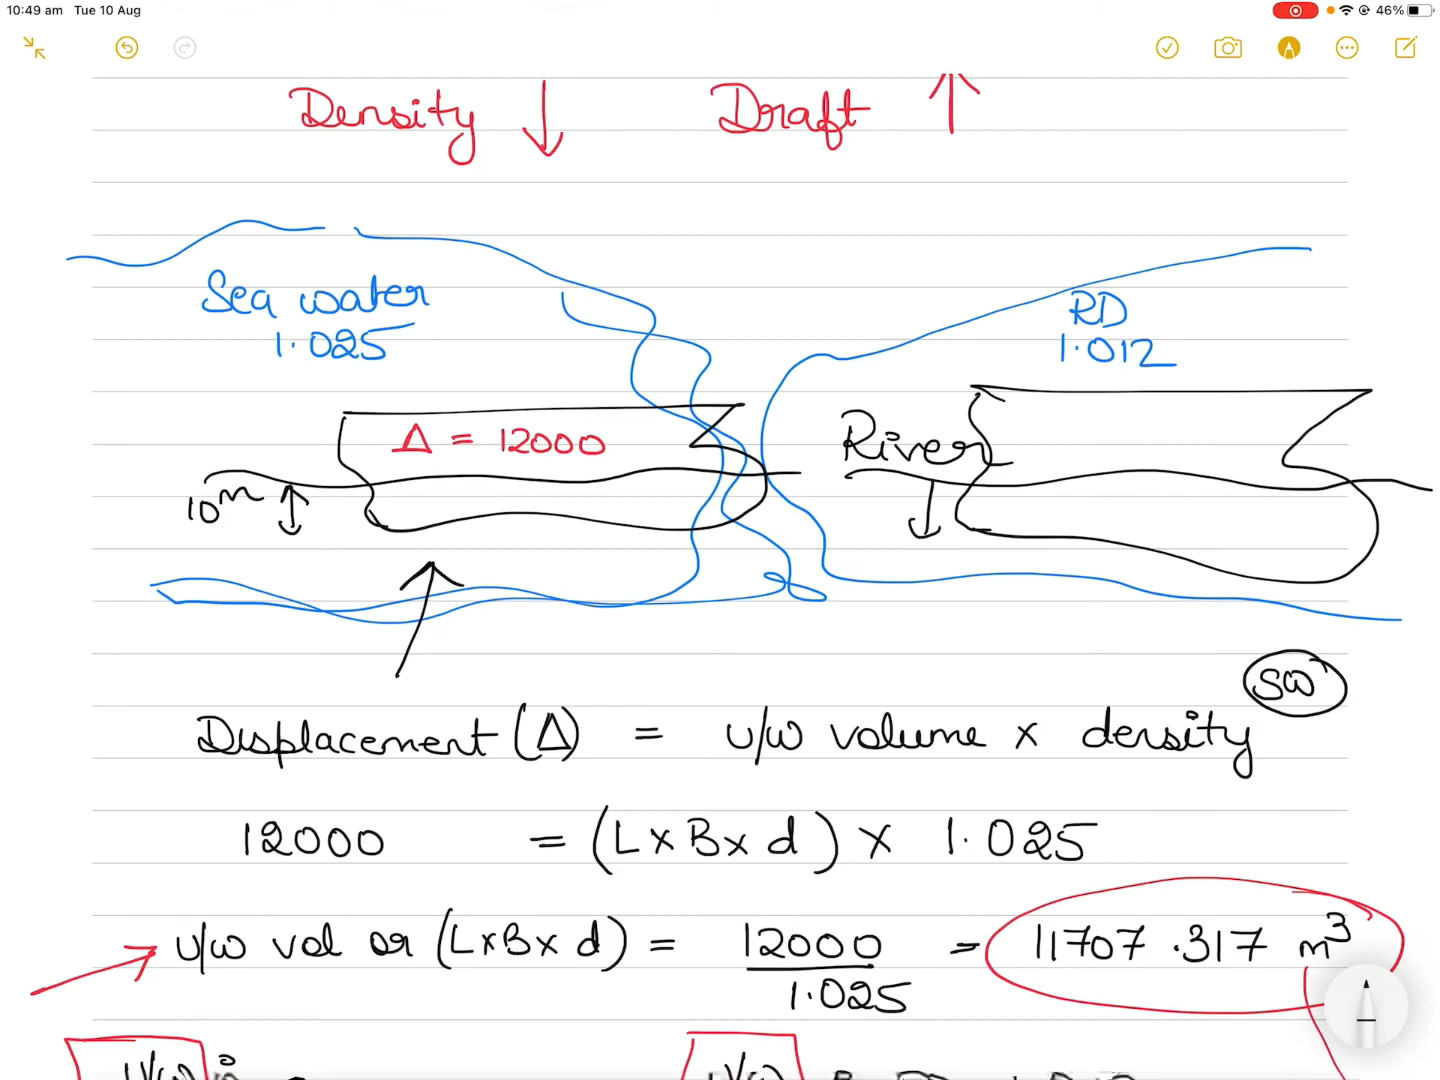 10:49 am Tue 10 Aug
46%
Density ↓ Draft ↑
Sea water
1.025
RD
1.012
Δ = 12000
River
10m
SW
Displacement (Δ) = u/w volume x density
12000 = (L x B x d) x 1.025
u/w vol or (L x B x d) = 12000 / 1.025 = 11707.317 m³